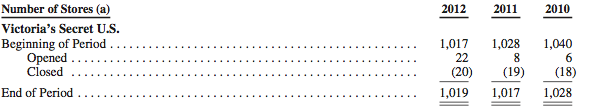 Number of Stores (a) 2012 2011 2010
Victoria's Secret U.S.
Beginning of Period 1,017 1,028 1,040
Opened 22 8 6
Closed (20) (19) (18)
End of Period 1,019 1,017 1,028